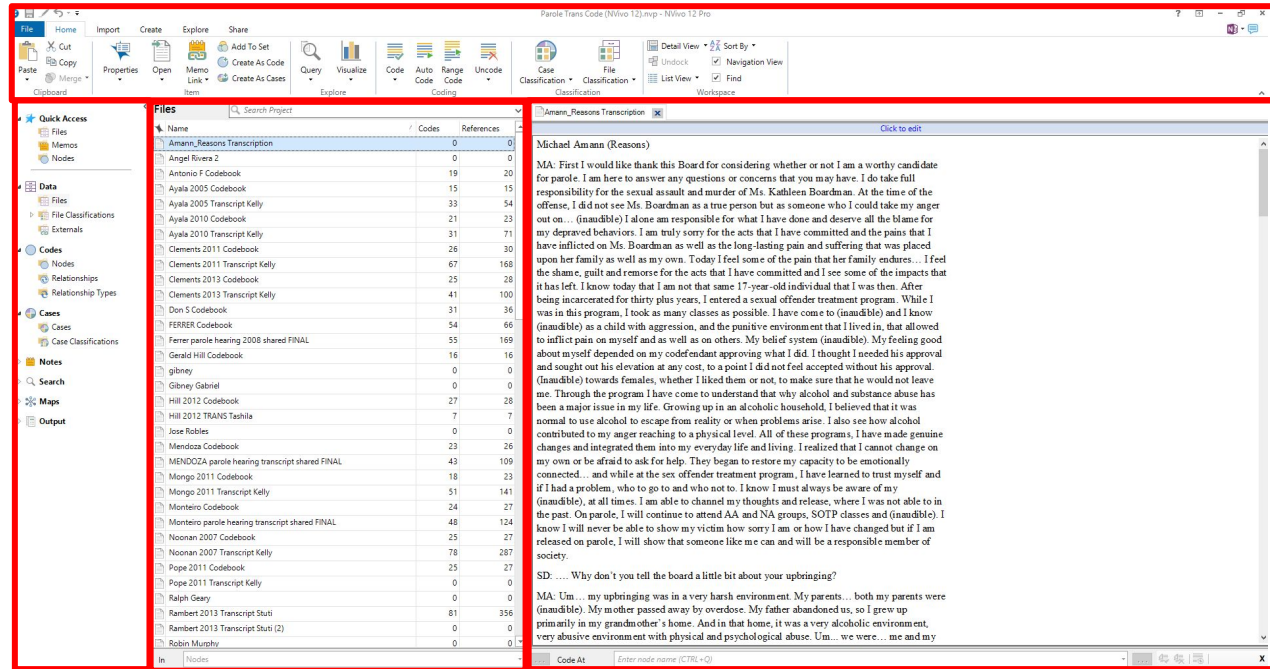 Parole Trans Code (NVivo 12).nvp - NVivo 12 Pro
File Home Import Create Explore Share
Paste Cut Copy Merge
Properties Open Memo Link
Add To Set
Create As Code
Create As Cases
Query Visualize Code Auto Code Range Code Uncode Case Classification File Classification
Detail View Sort By
Undock Navigation View
List View Find
Clipboard Item Explore Coding Classification Workspace
Quick Access
Files
Memos
Nodes
Data
Files
File Classifications
Externals
Codes
Nodes
Relationships
Relationship Types
Cases
Cases
Case Classifications
Notes
Search
Maps
Output
Files Search Project
Name Codes References
Amann_Reasons Transcription 0 0
Angel Rivera 2 0 0
Antonio F Codebook 19 20
Ayala 2005 Codebook 15 15
Ayala 2005 Transcript Kelly 33 54
Ayala 2010 Codebook 21 23
Ayala 2010 Transcript Kelly 31 71
Clements 2011 Codebook 26 30
Clements 2011 Transcript Kelly 67 168
Clements 2013 Codebook 25 28
Clements 2013 Transcript Kelly 41 100
Don S Codebook 31 36
FERRER Codebook 54 66
Ferrer parole hearing 2008 shared FINAL 55 169
Gerald Hill Codebook 16 16
gibney 0 0
Gibney Gabriel 0 0
Hill 2012 Codebook 27 28
Hill 2012 TRANS Tashila 7 7
Jose Robles 0 0
Mendoza Codebook 23 26
MENDOZA parole hearing transcript shared FINAL 43 109
Mongo 2011 Codebook 18 23
Mongo 2011 Transcript Kelly 51 141
Monteiro Codebook 24 27
Monteiro parole hearing transcript shared FINAL 48 124
Noonan 2007 Codebook 25 27
Noonan 2007 Transcript Kelly 78 287
Pope 2011 Codebook 25 27
Pope 2011 Transcript Kelly 0 0
Ralph Geary 0 0
Rambert 2013 Transcript Stuti 81 356
Rambert 2013 Transcript Stuti (2) 0 0
Robin Murphy 0 0
In Nodes
Amann_Reasons Transcription
Click to edit
Michael Amann (Reasons)
MA: First I would like thank this Board for considering whether or not I am a worthy candidate
for parole. I am here to answer any questions or concerns that you may have. I do take full
responsibility for the sexual assault and murder of Ms. Kathleen Boardman. At the time of the
offense, I did not see Ms. Boardman as a true person but as someone who I could take my anger
out on… (inaudible) I alone am responsible for what I have done and deserve all the blame for
my depraved behaviors. I am truly sorry for the acts that I have committed and the pains that I
have inflicted on Ms. Boardman as well as the long-lasting pain and suffering that was placed
upon her family as well as my own. Today I feel some of the pain that her family endures… I feel
the shame, guilt and remorse for the acts that I have committed and I see some of the impacts that
it has left. I know today that I am not that same 17-year-old individual that I was then. After
being incarcerated for thirty plus years, I entered a sexual offender treatment program. While I
was in this program, I took as many classes as possible. I have come to (inaudible) and I know
(inaudible) as a child with aggression, and the punitive environment that I lived in, that allowed
to inflict pain on myself and as well as on others. My belief system (inaudible). My feeling good
about myself depended on my codefendant approving what I did. I thought I needed his approval
and sought out his elevation at any cost, to a point I did not feel accepted without his approval.
(Inaudible) towards females, whether I liked them or not, to make sure that he would not leave
me. Through the program I have come to understand that why alcohol and substance abuse has
been a major issue in my life. Growing up in an alcoholic household, I believed that it was
normal to use alcohol to escape from reality or when problems arise. I also see how alcohol
contributed to my anger reaching to a physical level. All of these programs, I have made genuine
changes and integrated them into my everyday life and living. I realized that I cannot change on
my own or be afraid to ask for help. They began to restore my capacity to be emotionally
connected… and while at the sex offender treatment program, I have learned to trust myself and
if I had a problem, who to go to and who not to. I know I must always be aware of my
(inaudible), at all times. I am able to channel my thoughts and release, where I was not able to in
the past. On parole, I will continue to attend AA and NA groups, SOTP classes and (inaudible). I
know I will never be able to show my victim how sorry I am or how I have changed but if I am
released on parole, I will show that someone like me can and will be a responsible member of
society.
SD: …. Why don't you tell the board a little bit about your upbringing?
MA: Um… my upbringing was in a very harsh environment. My parents… both my parents were
(inaudible). My mother passed away by overdose. My father abandoned us, so I grew up
primarily in my grandmother's home. And in that home, it was a very alcoholic environment,
very abusive environment with physical and psychological abuse. Um... we were… me and my
Code At Enter node name (CTRL+Q)